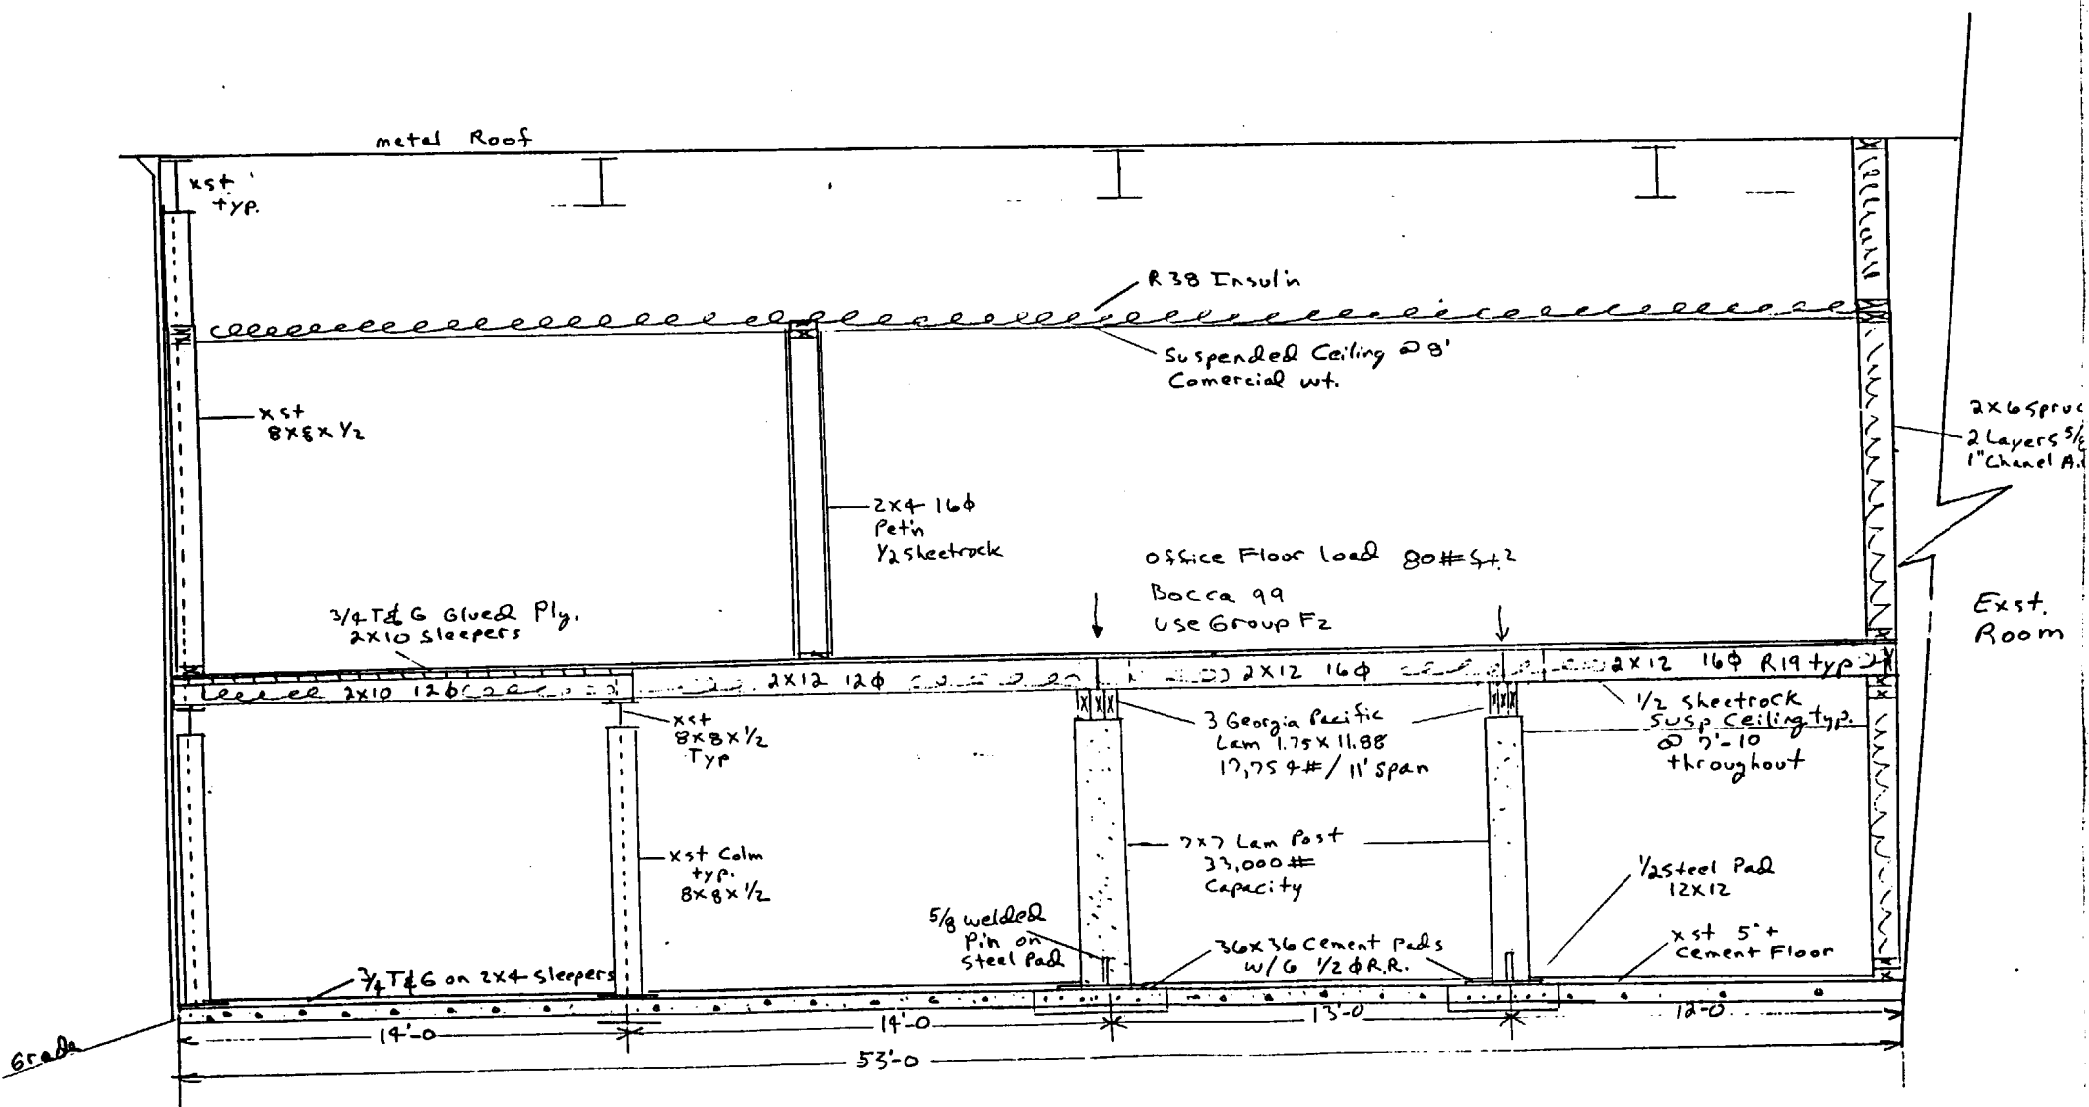 metal Roof
xst
typ.
R38 Insul'n
Suspended Ceiling @ 8'
Comercial wt.
xst
8x8x1/2
2x6 Spruc
2 Layers 5/8
1" Chanel A.
2x4 16ϕ
Pet'n
1/2 sheetrock
Office Floor load 80# ft.2
Bocca 99
use Group F2
3/4 T&G Glued Ply.
2x10 sleepers
Exst.
Room
2x10 12ϕ
2x12 12ϕ
2x12 16ϕ
2x12 16ϕ R19 typ
xst
8x8x1/2
Typ
3 Georgia Pacific
Lam 1.75 x 11.88
17,754#/11' span
1/2 sheetrock
Susp Ceiling typ.
@ 7'-10
throughout
xst Colm
typ.
8x8x1/2
7x7 Lam Post
33,000#
Capacity
1/2 steel Pad
12x12
5/8 welded
Pin on
steel Pad
36x36 Cement Pads
w/6 1/2 ϕ R.R.
xst 5"+
Cement Floor
3/4 T&G on 2x4 sleepers
Grade
14'-0
14'-0
13'-0
12'-0
53'-0